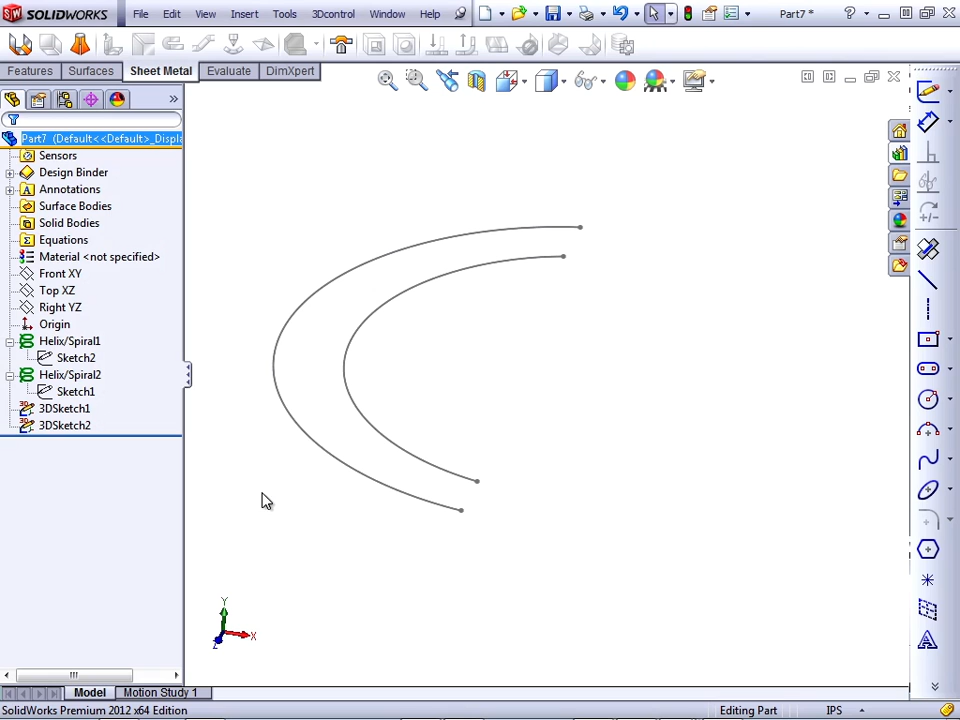 SOLIDWORKS File Edit View Insert Tools 3Dcontrol Window Help Part7 *
Features Surfaces Sheet Metal Evaluate DimXpert
Part7 (Default<<Default>_Displa
Sensors
Design Binder
Annotations
Surface Bodies
Solid Bodies
Equations
Material <not specified>
Front XY
Top XZ
Right YZ
Origin
Helix/Spiral1
Sketch2
Helix/Spiral2
Sketch1
3DSketch1
3DSketch2
Y
X
Z
Model Motion Study 1
SolidWorks Premium 2012 x64 Edition Editing Part IPS